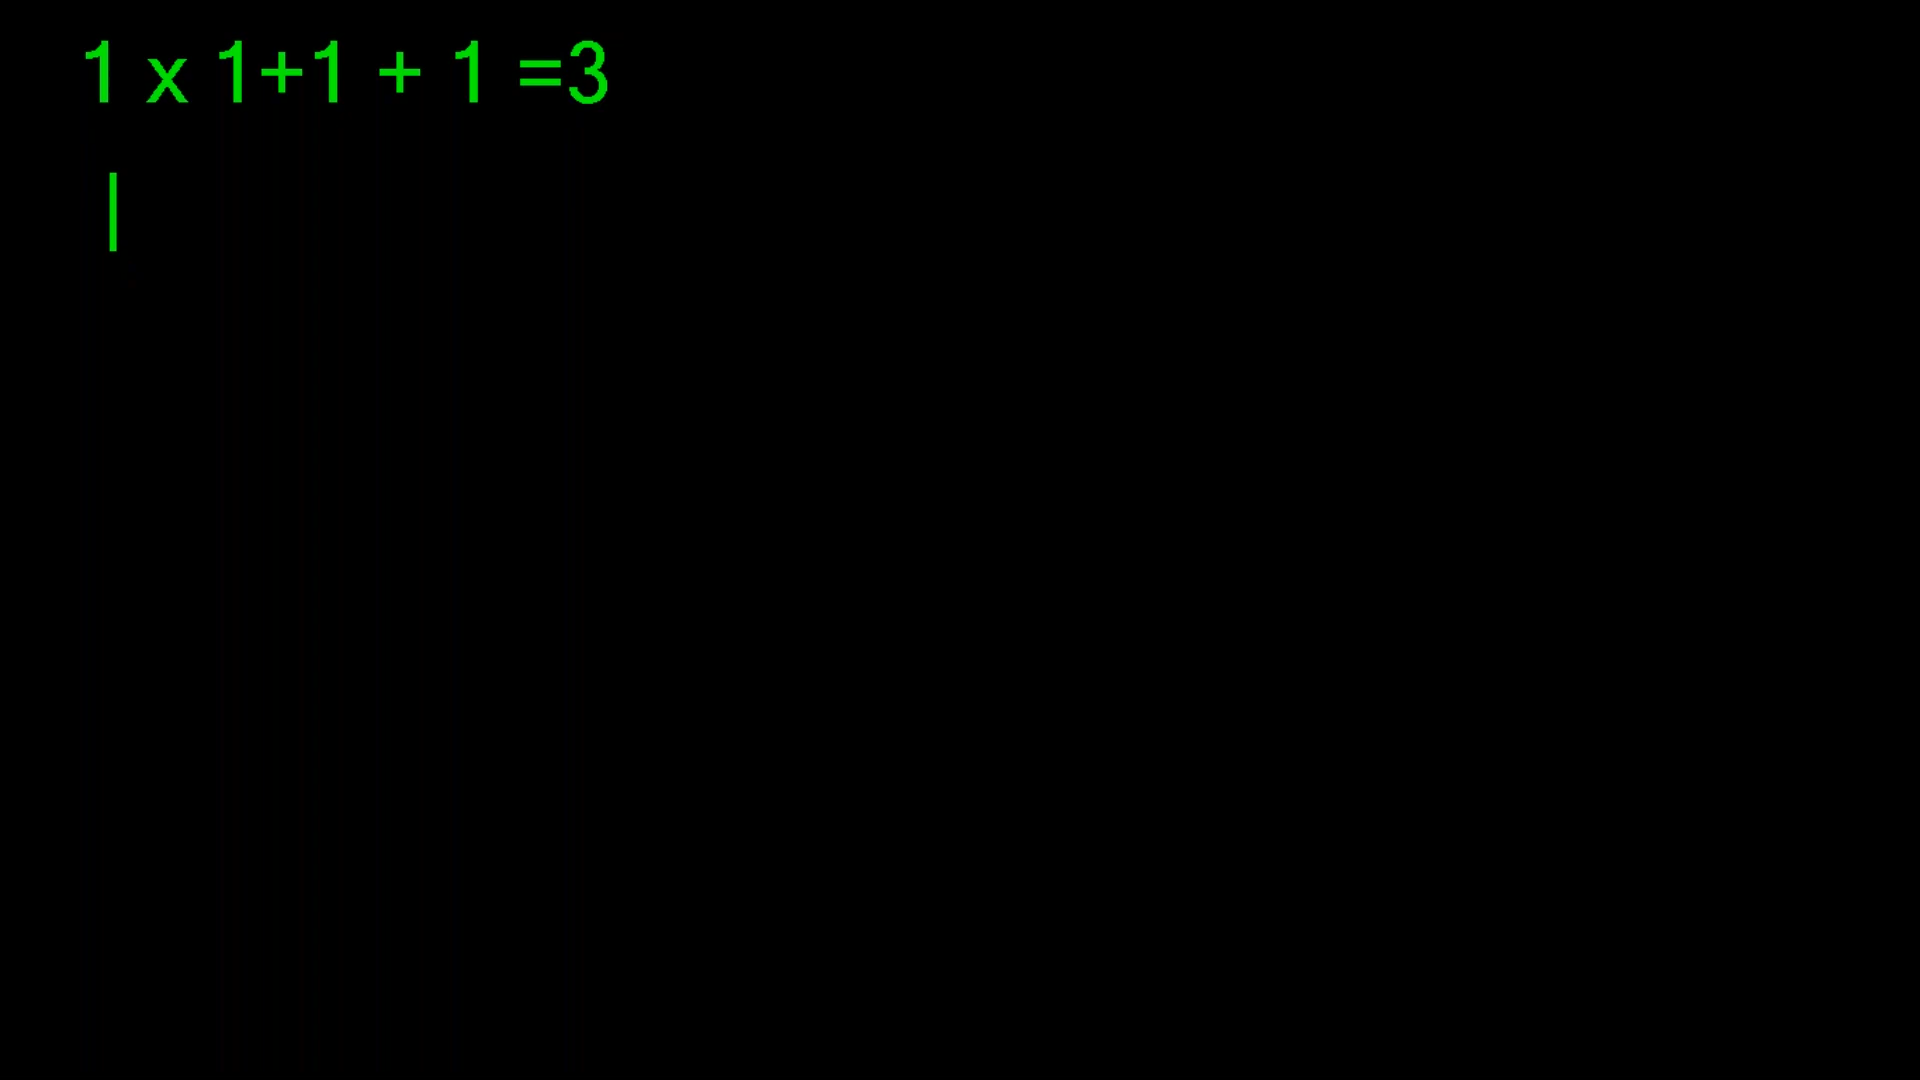 1 x 1+1 + 1 =3